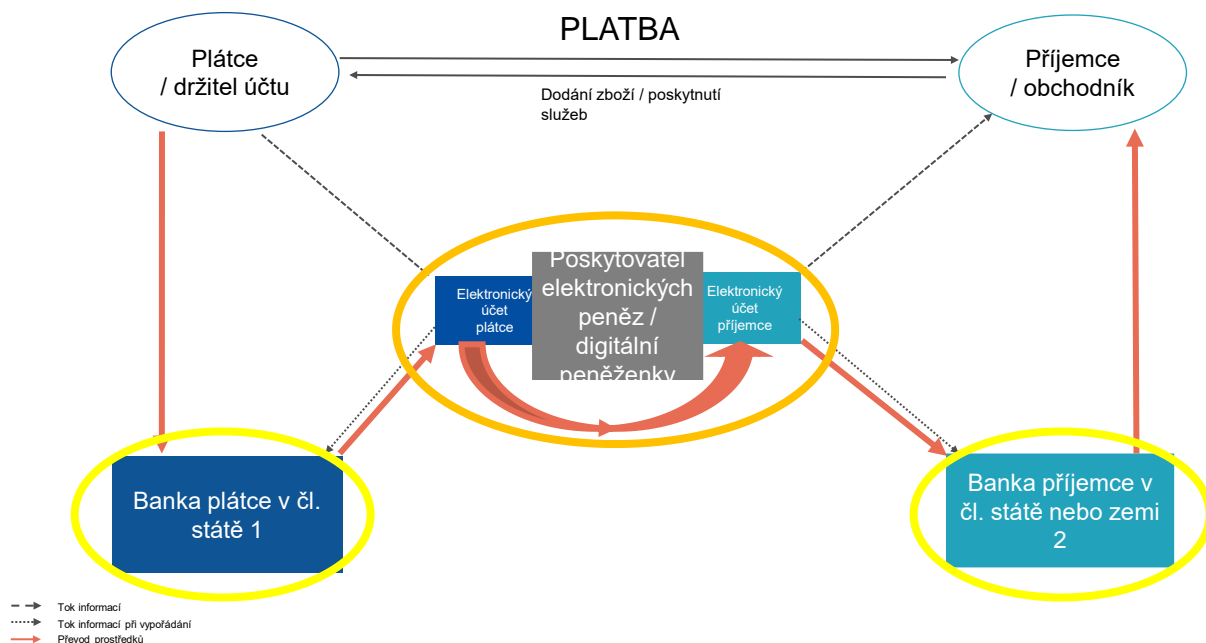 PLATBA
Plátce
/ držitel účtu
Příjemce
/ obchodník
Dodání zboží / poskytnutí
služeb
Elektronický
účet
plátce
Poskytovatel
elektronických
peněz /
digitální
peněženky
Elektronický
účet
příjemce
Banka plátce v čl.
státě 1
Banka příjemce v
čl. státě nebo zemi
2
Tok informací
Tok informací při vypořádání
Převod prostředků